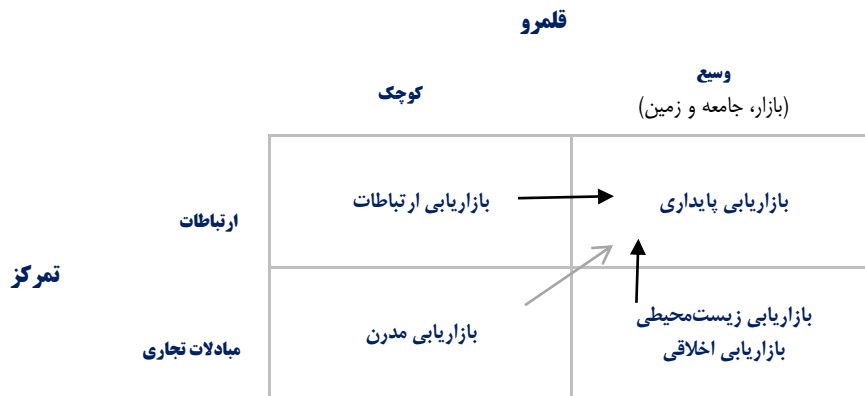 قلمرو
وسیع
(بازار، جامعه و زمین)
کوچک
بازاریابی پایداری
بازاریابی ارتباطات
ارتباطات
تمرکز
بازاریابی زیست‌محیطی
بازاریابی اخلاقی
بازاریابی مدرن
مبادلات تجاری